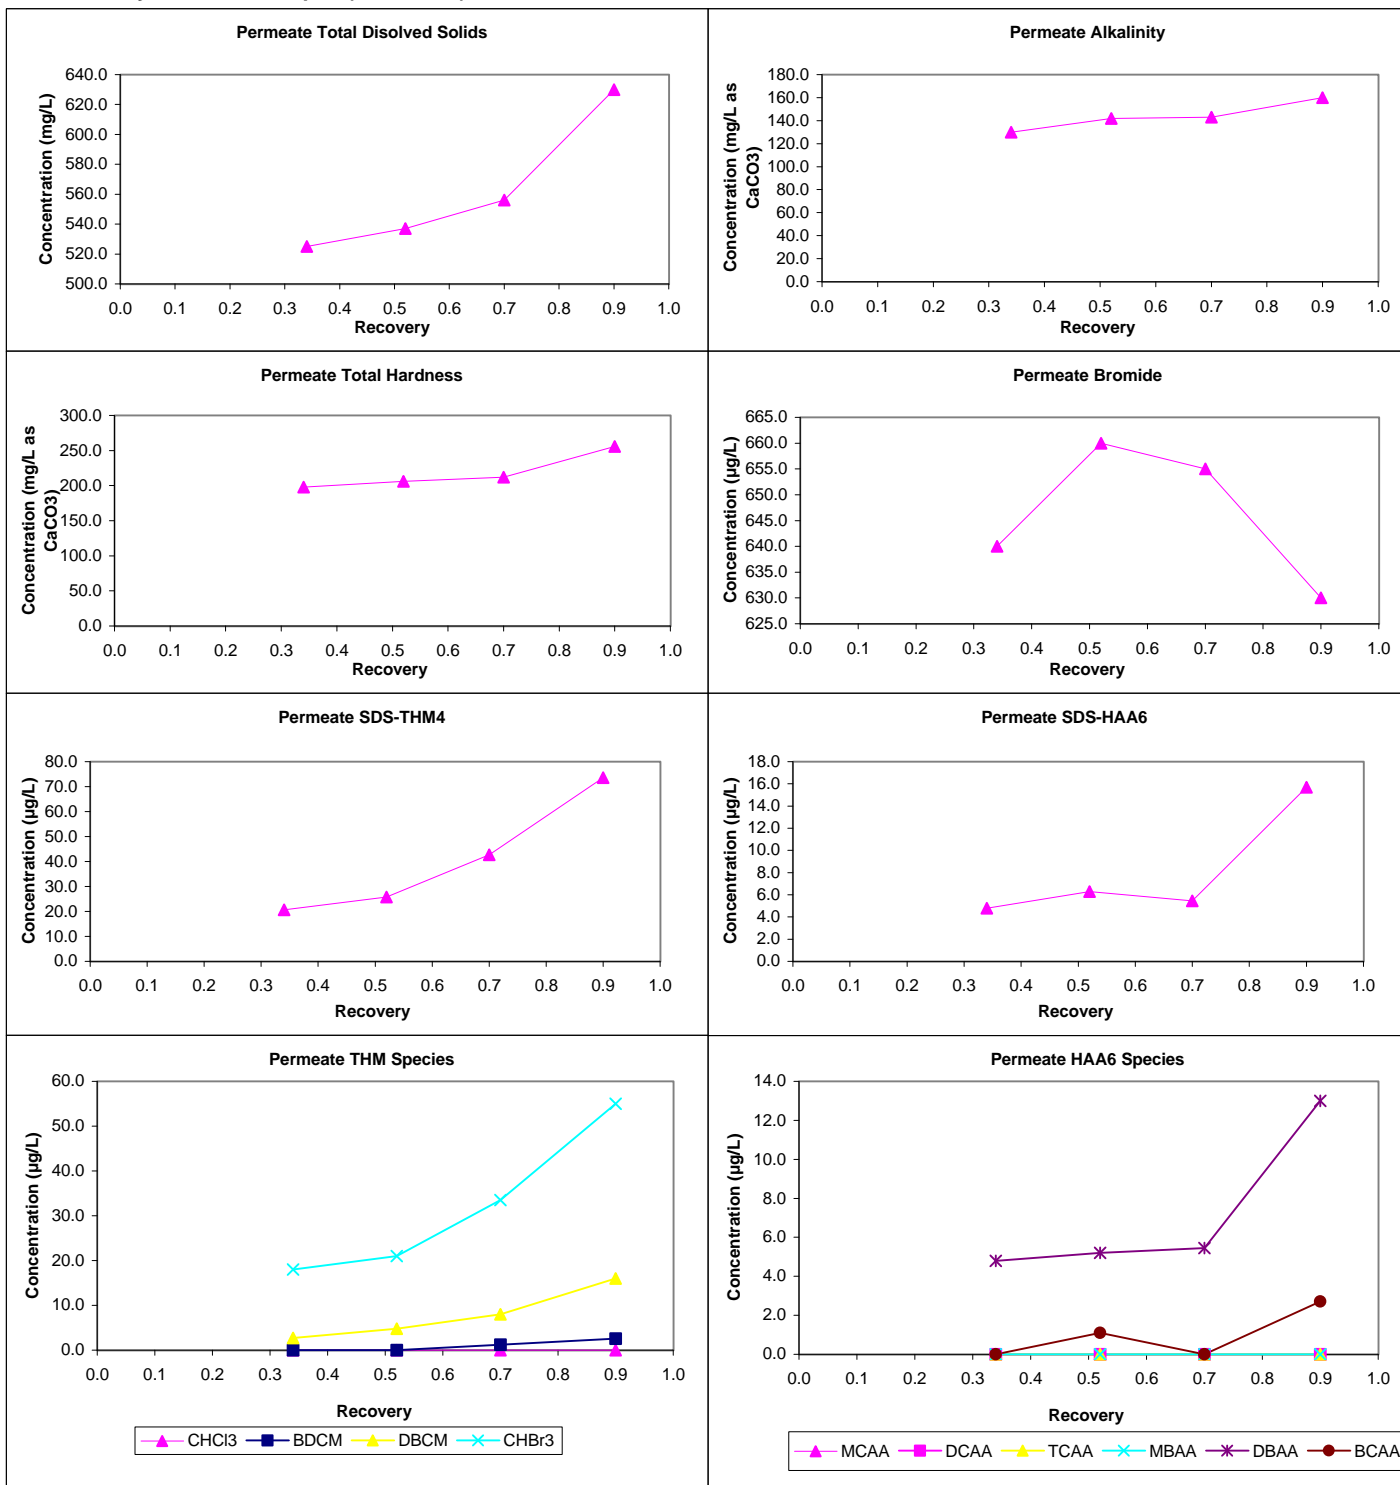 Permeate Total Disolved Solids
Concentration (mg/L)
640.0
620.0
600.0
580.0
560.0
540.0
520.0
500.0
0.0 0.1 0.2 0.3 0.4 0.5 0.6 0.7 0.8 0.9 1.0
Recovery
Permeate Alkalinity
Concentration (mg/L as
CaCO3)
180.0
160.0
140.0
120.0
100.0
80.0
60.0
40.0
20.0
0.0
0.0 0.1 0.2 0.3 0.4 0.5 0.6 0.7 0.8 0.9 1.0
Recovery
Permeate Total Hardness
Concentration (mg/L as
CaCO3)
300.0
250.0
200.0
150.0
100.0
50.0
0.0
0.0 0.1 0.2 0.3 0.4 0.5 0.6 0.7 0.8 0.9 1.0
Recovery
Permeate Bromide
Concentration (µg/L)
665.0
660.0
655.0
650.0
645.0
640.0
635.0
630.0
625.0
0.0 0.1 0.2 0.3 0.4 0.5 0.6 0.7 0.8 0.9 1.0
Recovery
Permeate SDS-THM4
Concentration (µg/L)
80.0
70.0
60.0
50.0
40.0
30.0
20.0
10.0
0.0
0.0 0.1 0.2 0.3 0.4 0.5 0.6 0.7 0.8 0.9 1.0
Recovery
Permeate SDS-HAA6
Concentration (µg/L)
18.0
16.0
14.0
12.0
10.0
8.0
6.0
4.0
2.0
0.0
0.0 0.1 0.2 0.3 0.4 0.5 0.6 0.7 0.8 0.9 1.0
Recovery
Permeate THM Species
Concentration (µg/L)
60.0
50.0
40.0
30.0
20.0
10.0
0.0
0.0 0.1 0.2 0.3 0.4 0.5 0.6 0.7 0.8 0.9 1.0
Recovery
CHCl3 BDCM DBCM CHBr3
Permeate HAA6 Species
Concentration (µg/L)
14.0
12.0
10.0
8.0
6.0
4.0
2.0
0.0
0.0 0.1 0.2 0.3 0.4 0.5 0.6 0.7 0.8 0.9 1.0
Recovery
MCAA DCAA TCAA MBAA DBAA BCAA